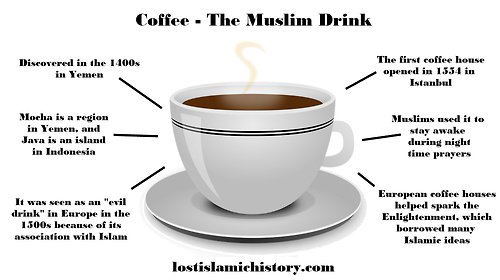 Coffee - The Muslim Drink
Discovered in the 1400s
in Yemen
Mocha is a region
in Yemen, and
Java is an island
in Indonesia
It was seen as an "evil
drink" in Europe in the
1500s because of its
association with Islam
The first coffee house
opened in 1554 in
Istanbul
Muslims used it to
stay awake
during night
time prayers
European coffee houses
helped spark the
Enlightenment, which
borrowed many
Islamic ideas
lostislamichistory.com